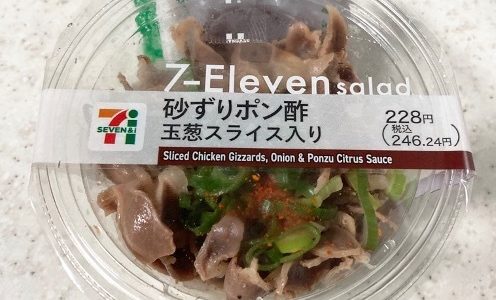 7-Eleven salad
砂ずりポン酢
玉葱スライス入り
228円
(税込
246.24円)
SEVEN&i
Sliced Chicken Gizzards, Onion & Ponzu Citrus Sauce